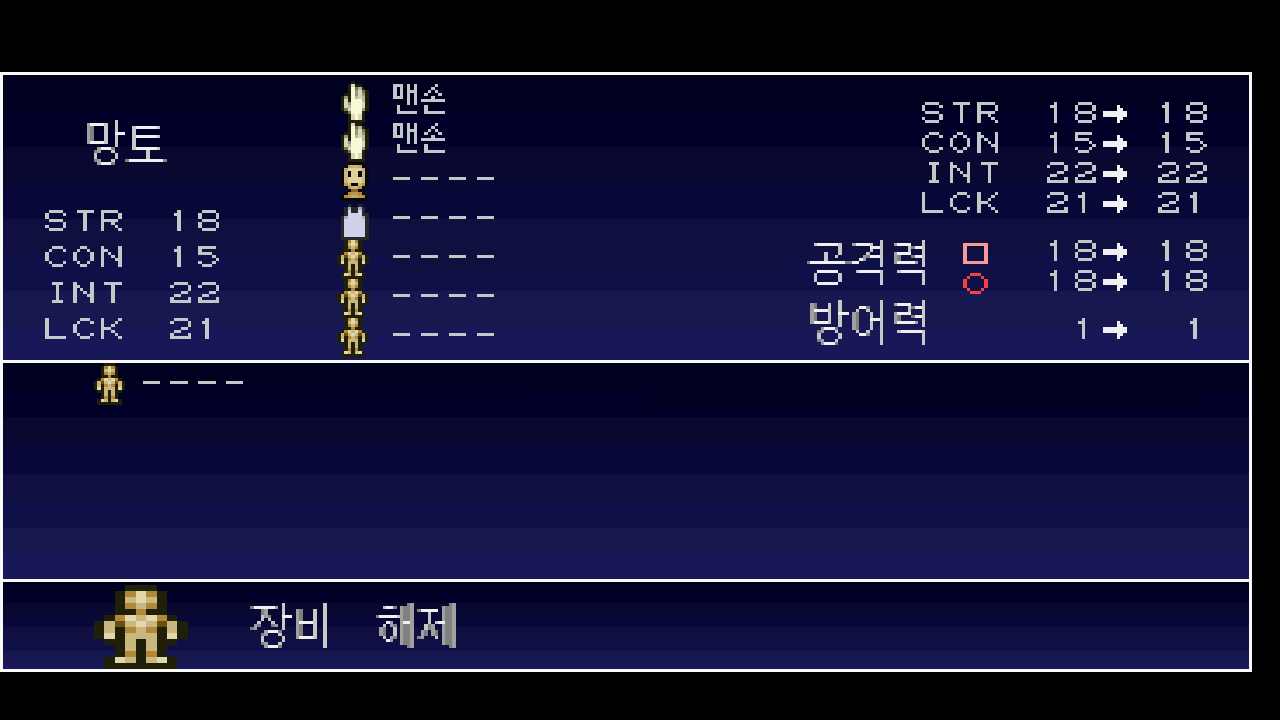 망토
STR 18
CON 15
INT 22
LCK 21
맨손
맨손
----
----
----
----
----
STR 18➡ 18
CON 15➡ 15
INT 22➡ 22
LCK 21➡ 21
공격력 □ 18➡ 18
○ 18➡ 18
방어력 1➡ 1
----
장비 해제